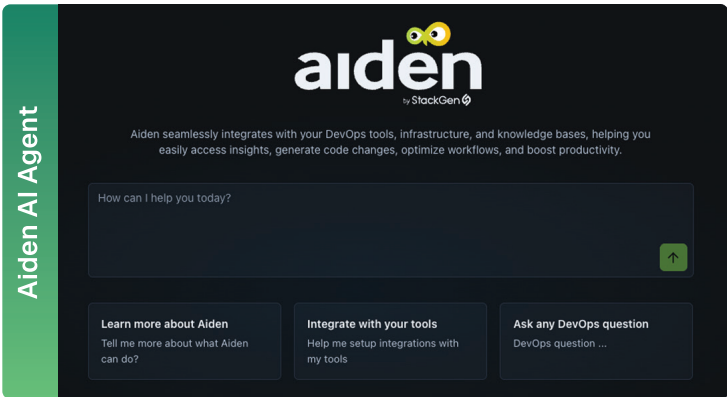 Aiden AI Agent
aıden
by StackGen
Aiden seamlessly integrates with your DevOps tools, infrastructure, and knowledge bases, helping you
easily access insights, generate code changes, optimize workflows, and boost productivity.
How can I help you today?
Learn more about Aiden
Tell me more about what Aiden
can do?
Integrate with your tools
Help me setup integrations with
my tools
Ask any DevOps question
DevOps question ...